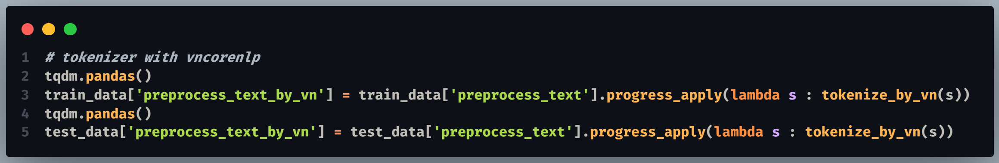 1 # tokenizer with vncorenlp
2 tqdm.pandas()
3 train_data['preprocess_text_by_vn'] = train_data['preprocess_text'].progress_apply(lambda s : tokenize_by_vn(s))
4 tqdm.pandas()
5 test_data['preprocess_text_by_vn'] = test_data['preprocess_text'].progress_apply(lambda s : tokenize_by_vn(s))